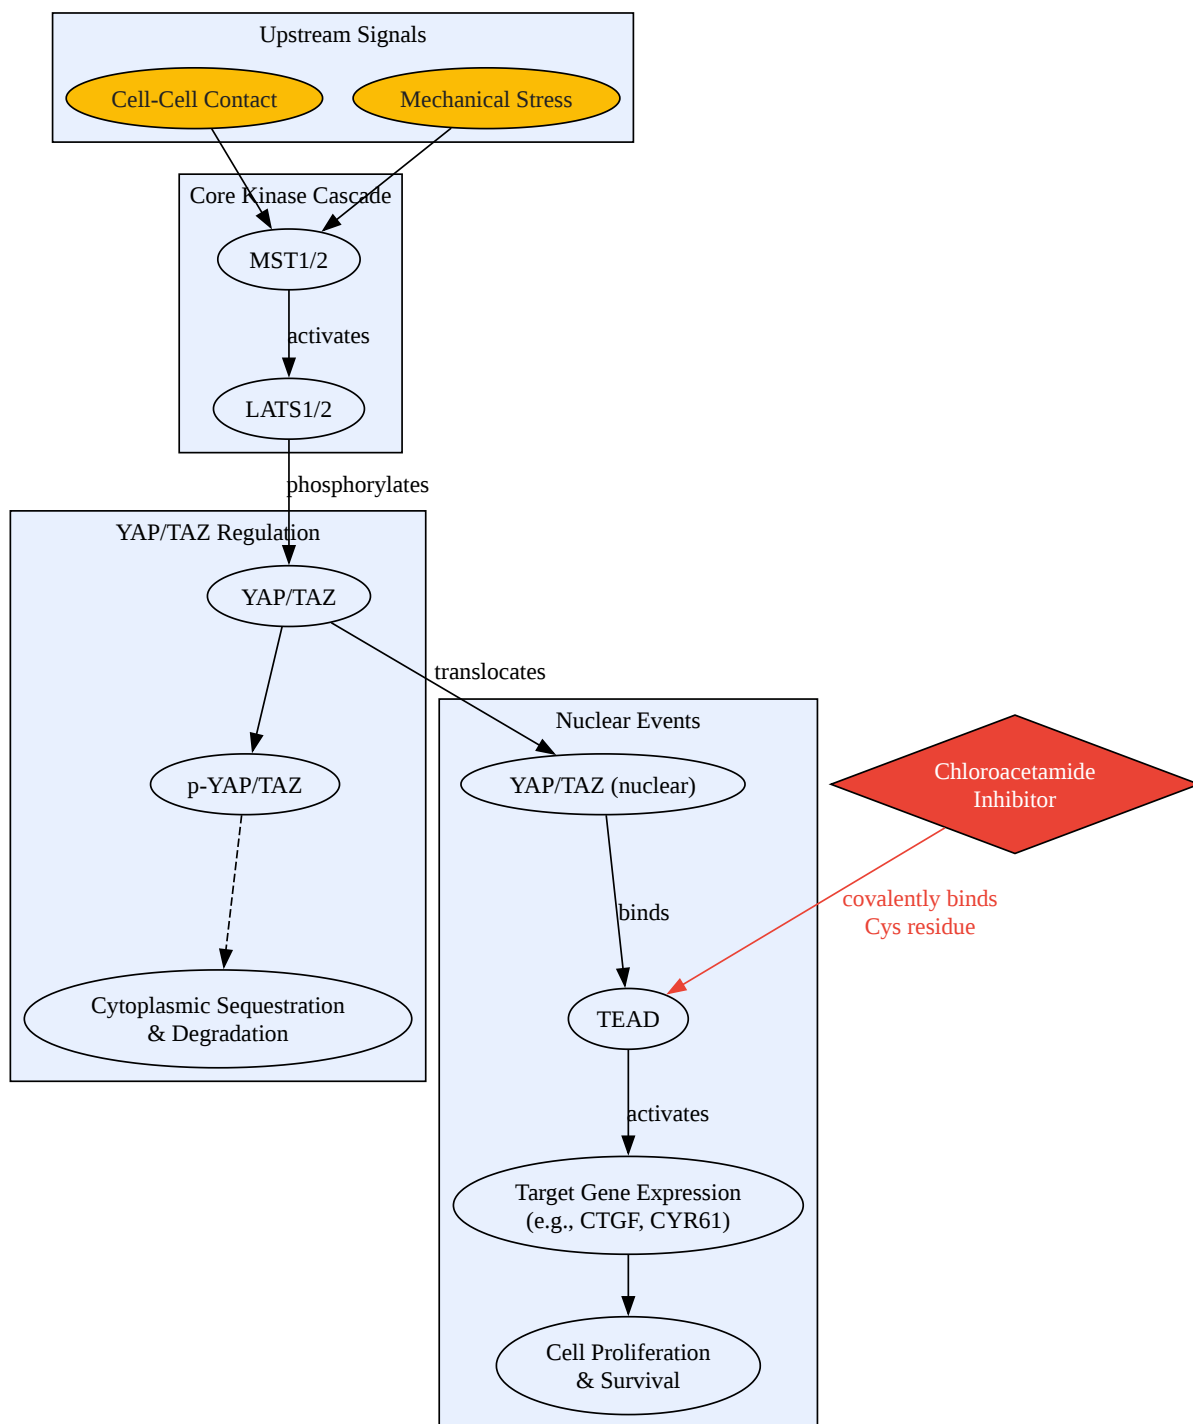 Upstream Signals
Cell-Cell Contact
Mechanical Stress
Core Kinase Cascade
MST1/2
activates
LATS1/2
phosphorylates
YAP/TAZ Regulation
YAP/TAZ
translocates
Nuclear Events
p-YAP/TAZ
YAP/TAZ (nuclear)
Chloroacetamide
Inhibitor
binds
covalently binds
Cys residue
Cytoplasmic Sequestration
& Degradation
TEAD
activates
Target Gene Expression
(e.g., CTGF, CYR61)
Cell Proliferation
& Survival